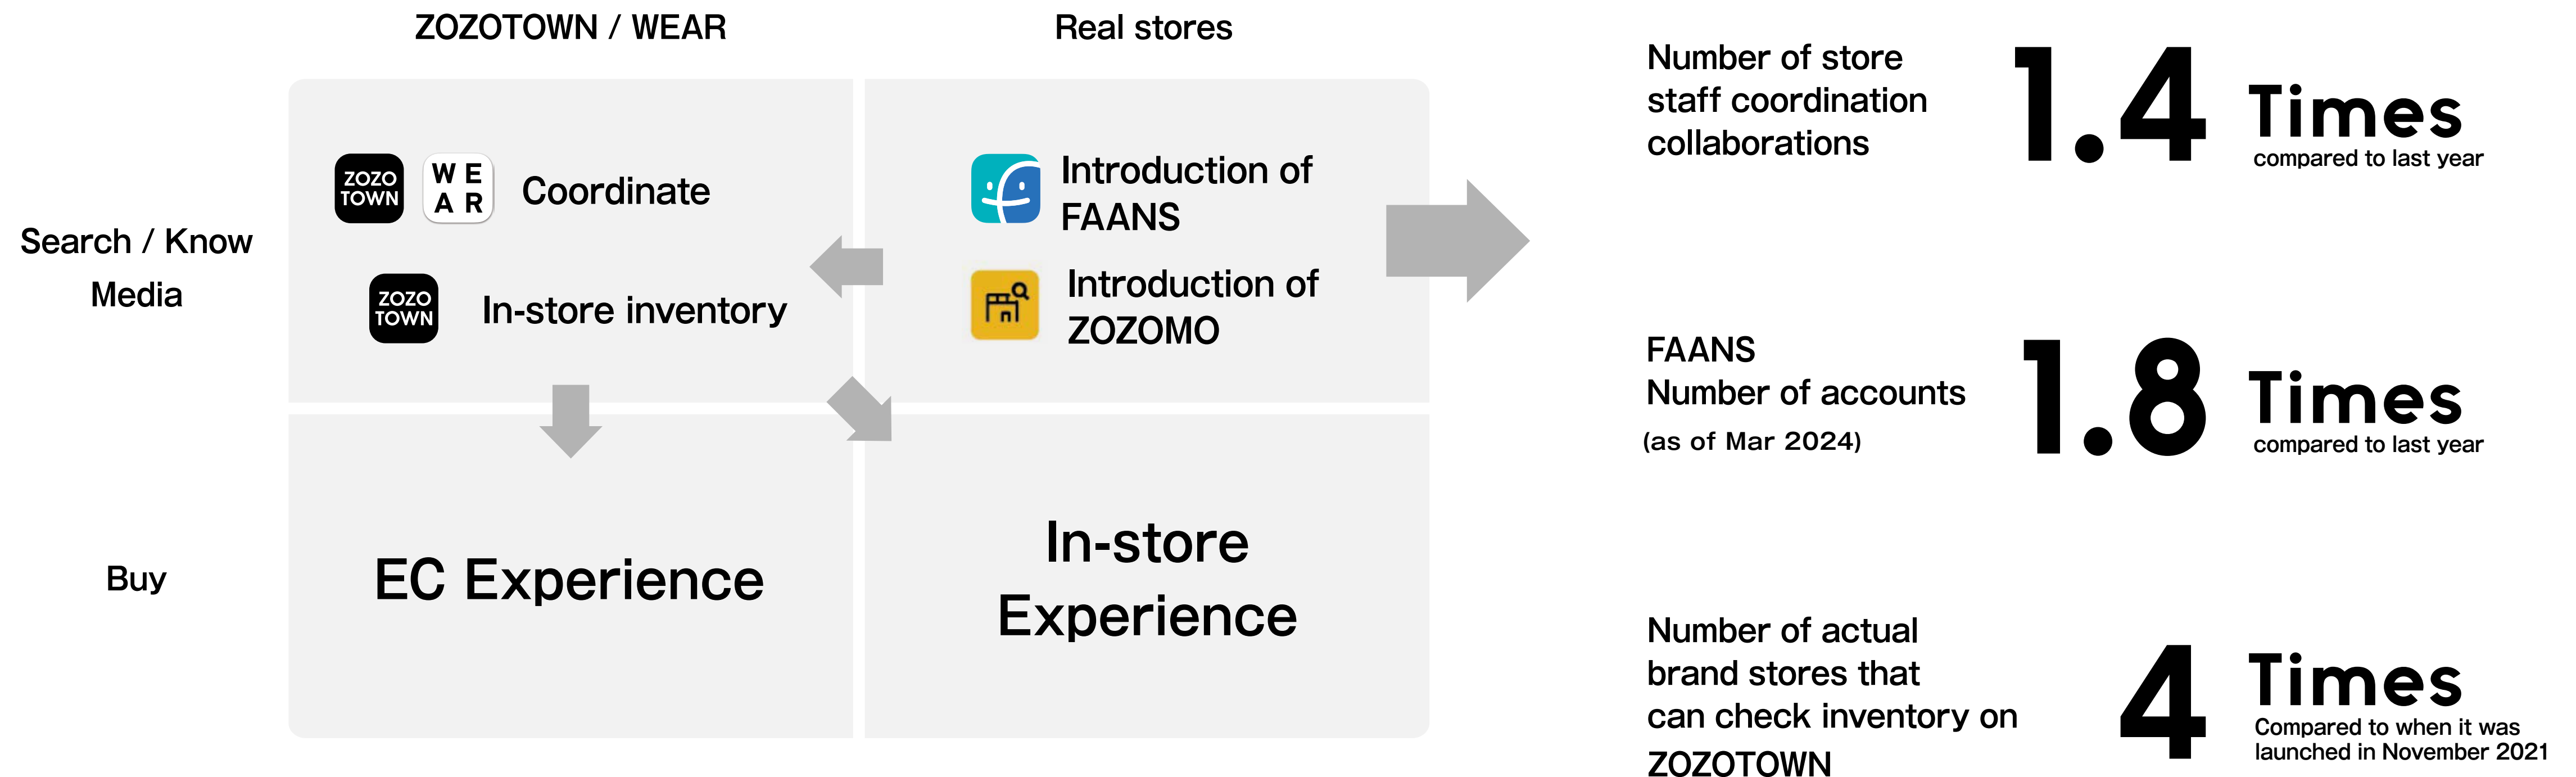 ZOZOTOWN / WEAR
Real stores
Search / Know
Media
ZOZO
TOWN
W E
A R
Coordinate
ZOZO
TOWN
In-store inventory
Introduction of
FAANS
Introduction of
ZOZOMO
Buy
EC Experience
In-store
Experience
Number of store
staff coordination
collaborations
1.4 Times
compared to last year
FAANS
Number of accounts
(as of Mar 2024)
1.8 Times
compared to last year
Number of actual
brand stores that
can check inventory on
ZOZOTOWN
4 Times
Compared to when it was
launched in November 2021